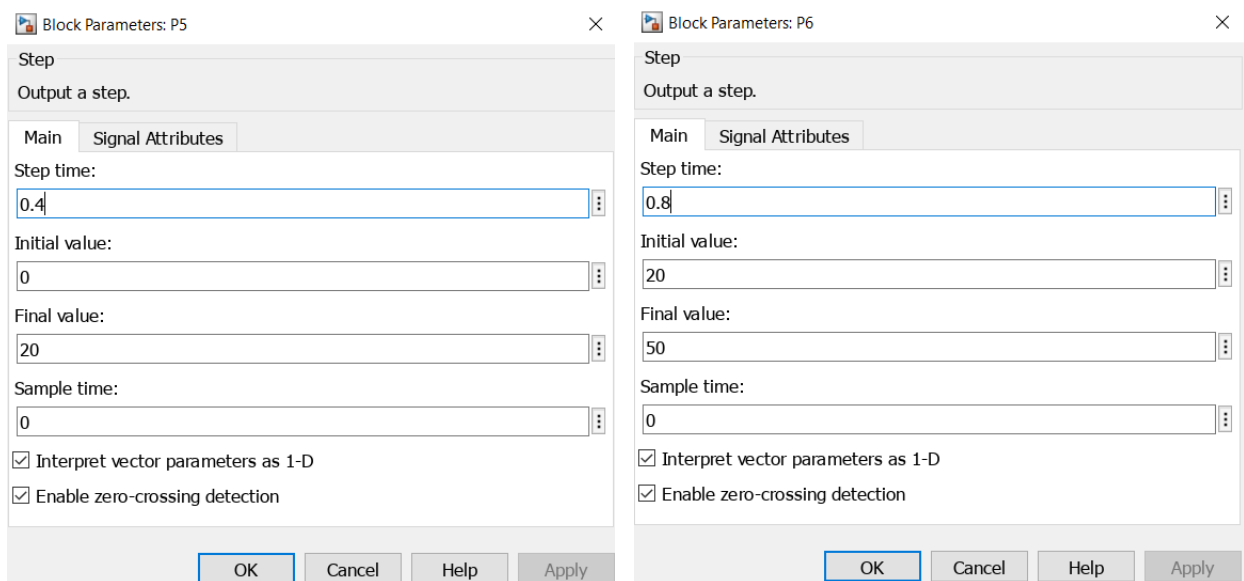 Block Parameters: P5
Step
Output a step.
Main Signal Attributes
Step time:
0.4
Initial value:
0
Final value:
20
Sample time:
0
Interpret vector parameters as 1-D
Enable zero-crossing detection
OK Cancel Help Apply
Block Parameters: P6
Step
Output a step.
Main Signal Attributes
Step time:
0.8
Initial value:
20
Final value:
50
Sample time:
0
Interpret vector parameters as 1-D
Enable zero-crossing detection
OK Cancel Help Apply